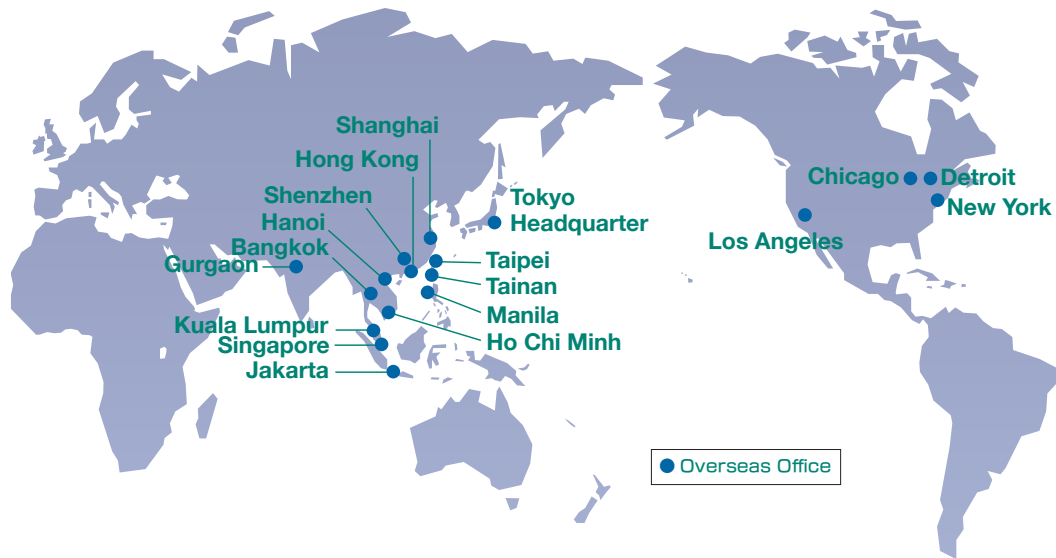 Shanghai
Hong Kong
Shenzhen
Hanoi
Bangkok
Gurgaon
Kuala Lumpur
Singapore
Jakarta
Tokyo
Headquarter
Taipei
Tainan
Manila
Ho Chi Minh
Chicago
Detroit
New York
Los Angeles
Overseas Office